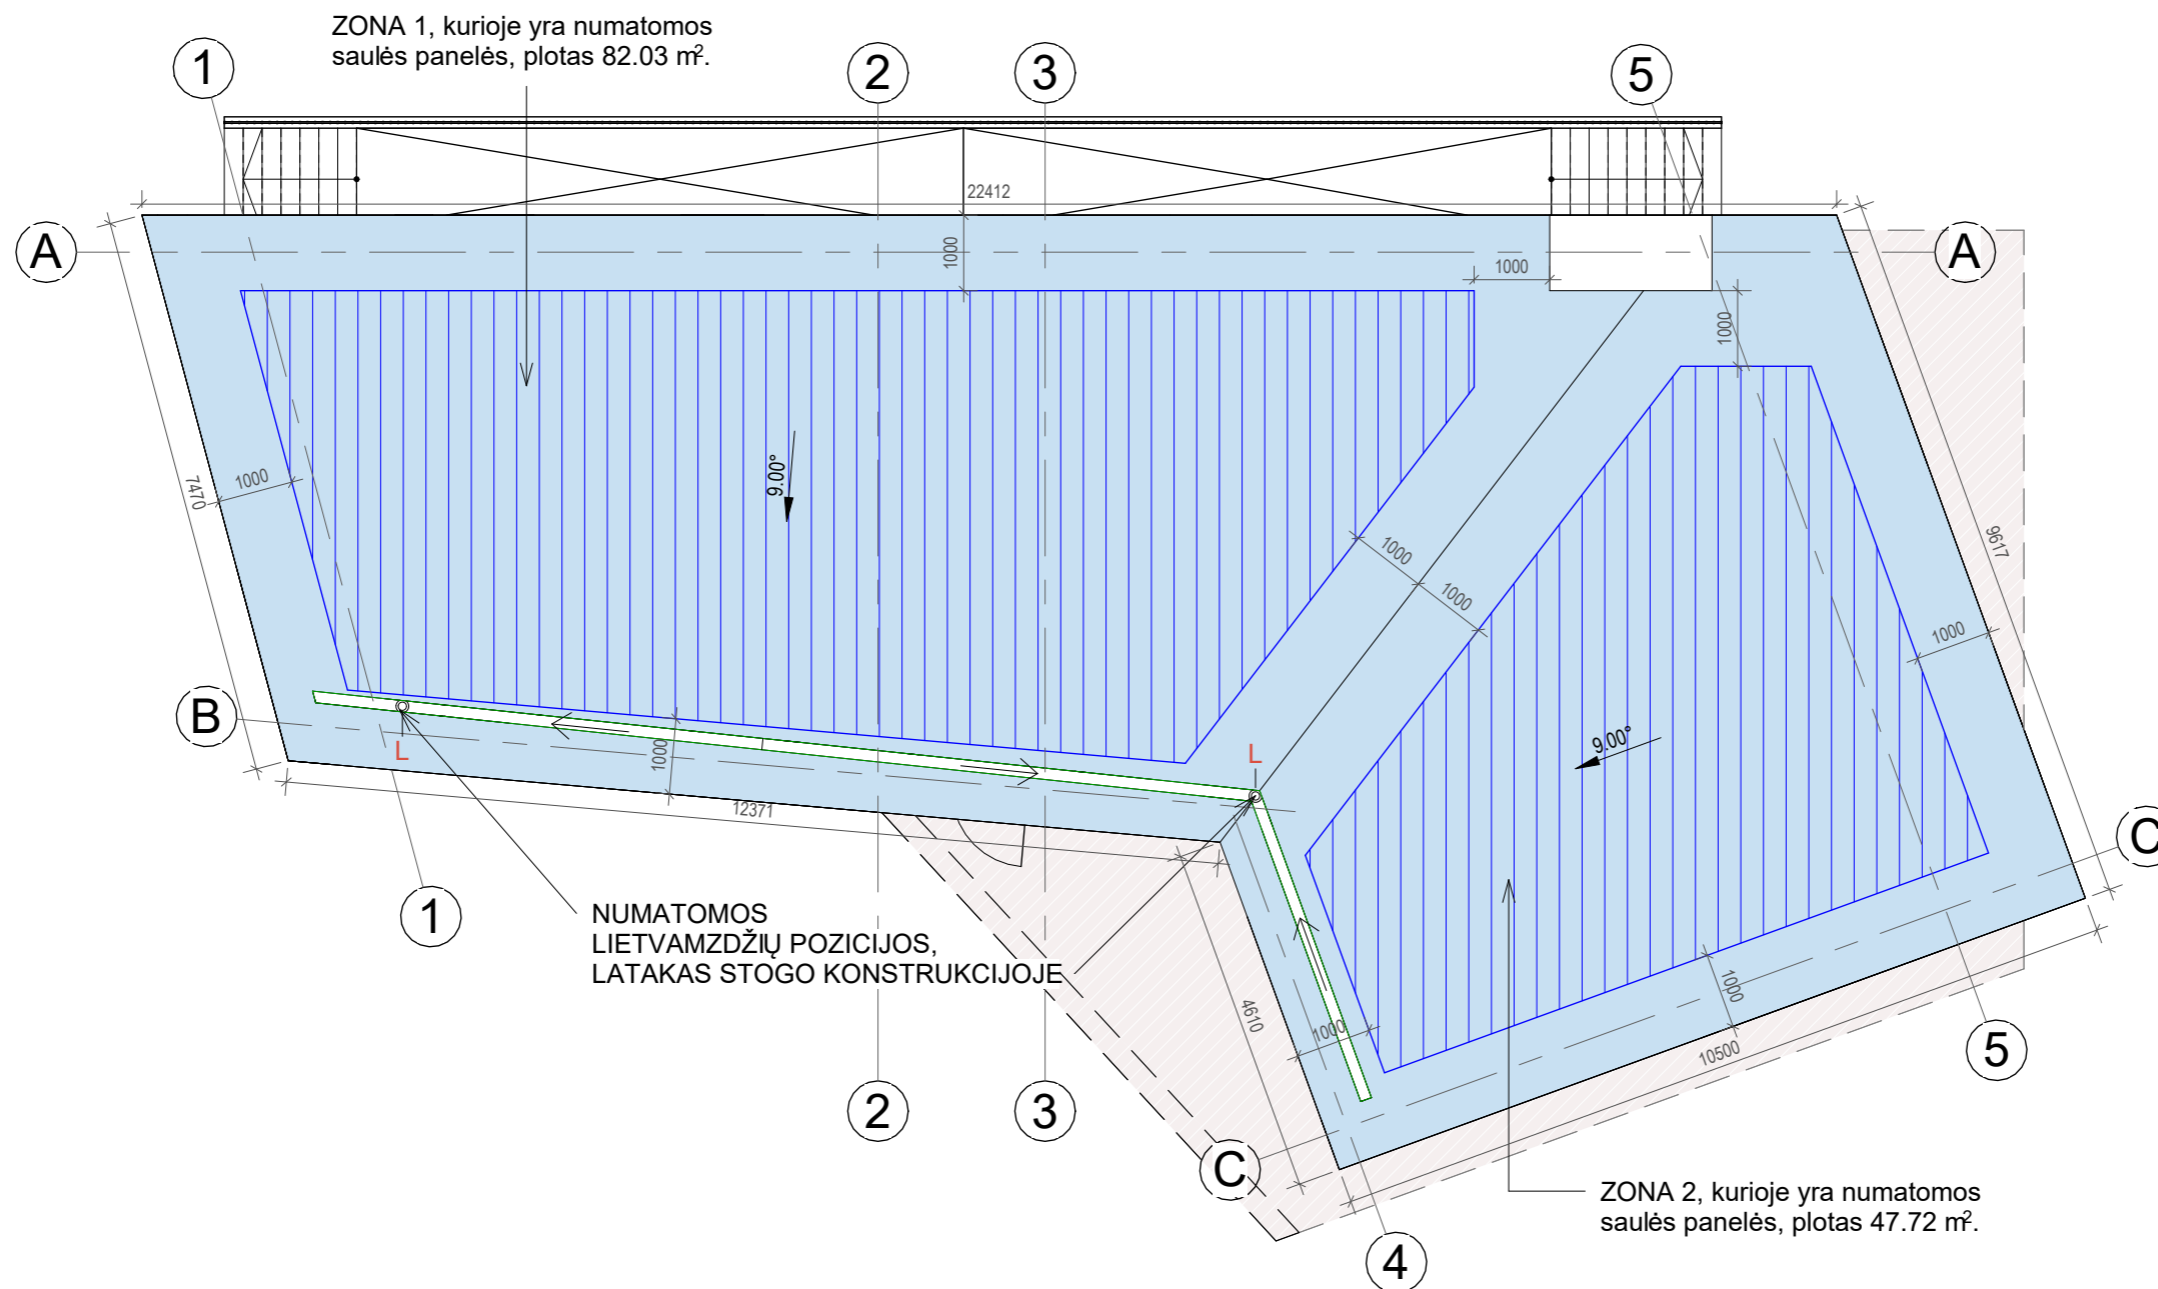 ZONA 1, kurioje yra numatomos
saulės panelės, plotas 82.03 m².
1
2
3
5
22412
A
A
1000
1000
1000
7470
1000
9.00°
9617
1000
1000
1000
9.00°
B
L
L
1000
12371
C
1
NUMATOMOS
LIETVAMZDŽIŲ POZICIJOS,
LATAKAS STOGO KONSTRUKCIJOJE
4610
1000
1000
10500
5
2
3
C
ZONA 2, kurioje yra numatomos
saulės panelės, plotas 47.72 m².
4